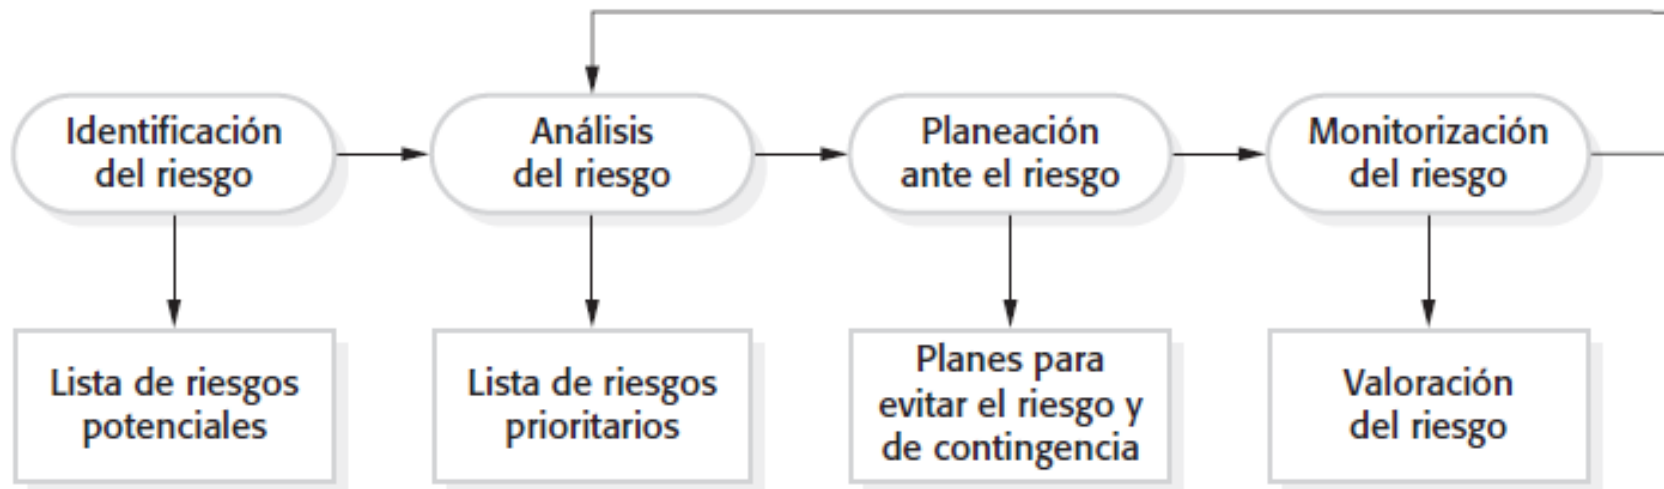 Identificación
del riesgo
Análisis
del riesgo
Planeación
ante el riesgo
Monitorización
del riesgo
Lista de riesgos
potenciales
Lista de riesgos
prioritarios
Planes para
evitar el riesgo y
de contingencia
Valoración
del riesgo